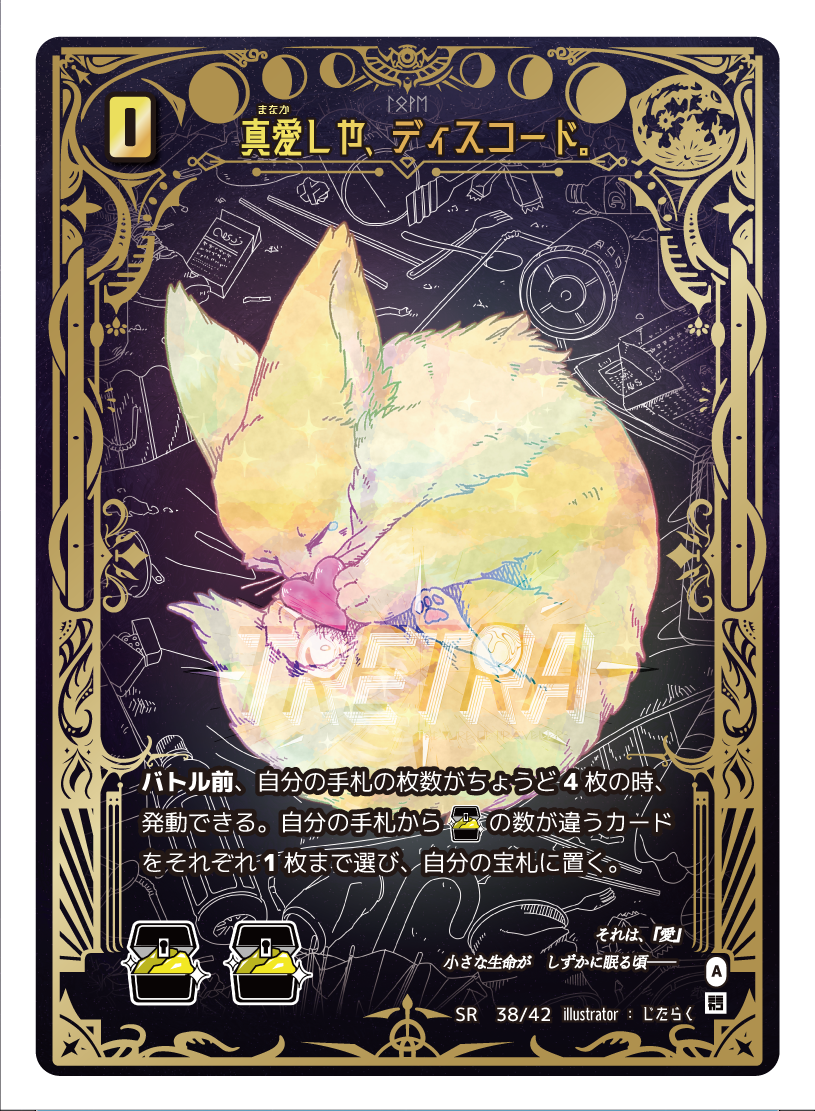 ᛚᛟᚹᛖ
0
まなか
真愛しや、ディスコード。
TRETRA
バトル前、自分の手札の枚数がちょうど4枚の時、
発動できる。自分の手札から の数が違うカード
をそれぞれ1枚まで選び、自分の宝札に置く。
それは、「愛」
小さな生命が しずかに眠る頃――
A
SR 38/42 illustrator : じたらく